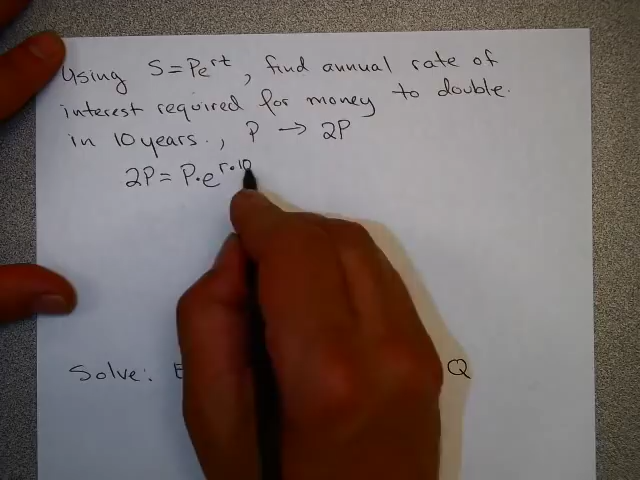 Using S=Pe^rt, find annual rate of
interest required for money to double.
in 10 years., P → 2P
2P = P·e^r·10
Solve: E Q